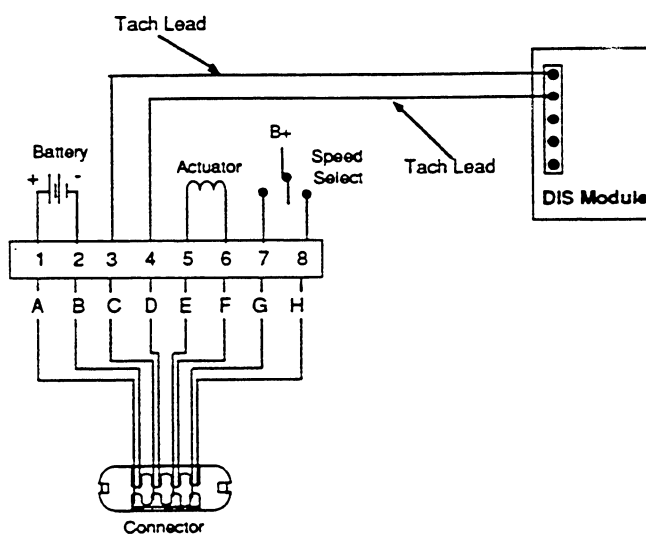 Tach Lead
B+
Battery
Actuator
Speed
Select
Tach Lead
+ -
DIS Module
1 2 3 4 5 6 7 8
A B C D E F G H
Connector